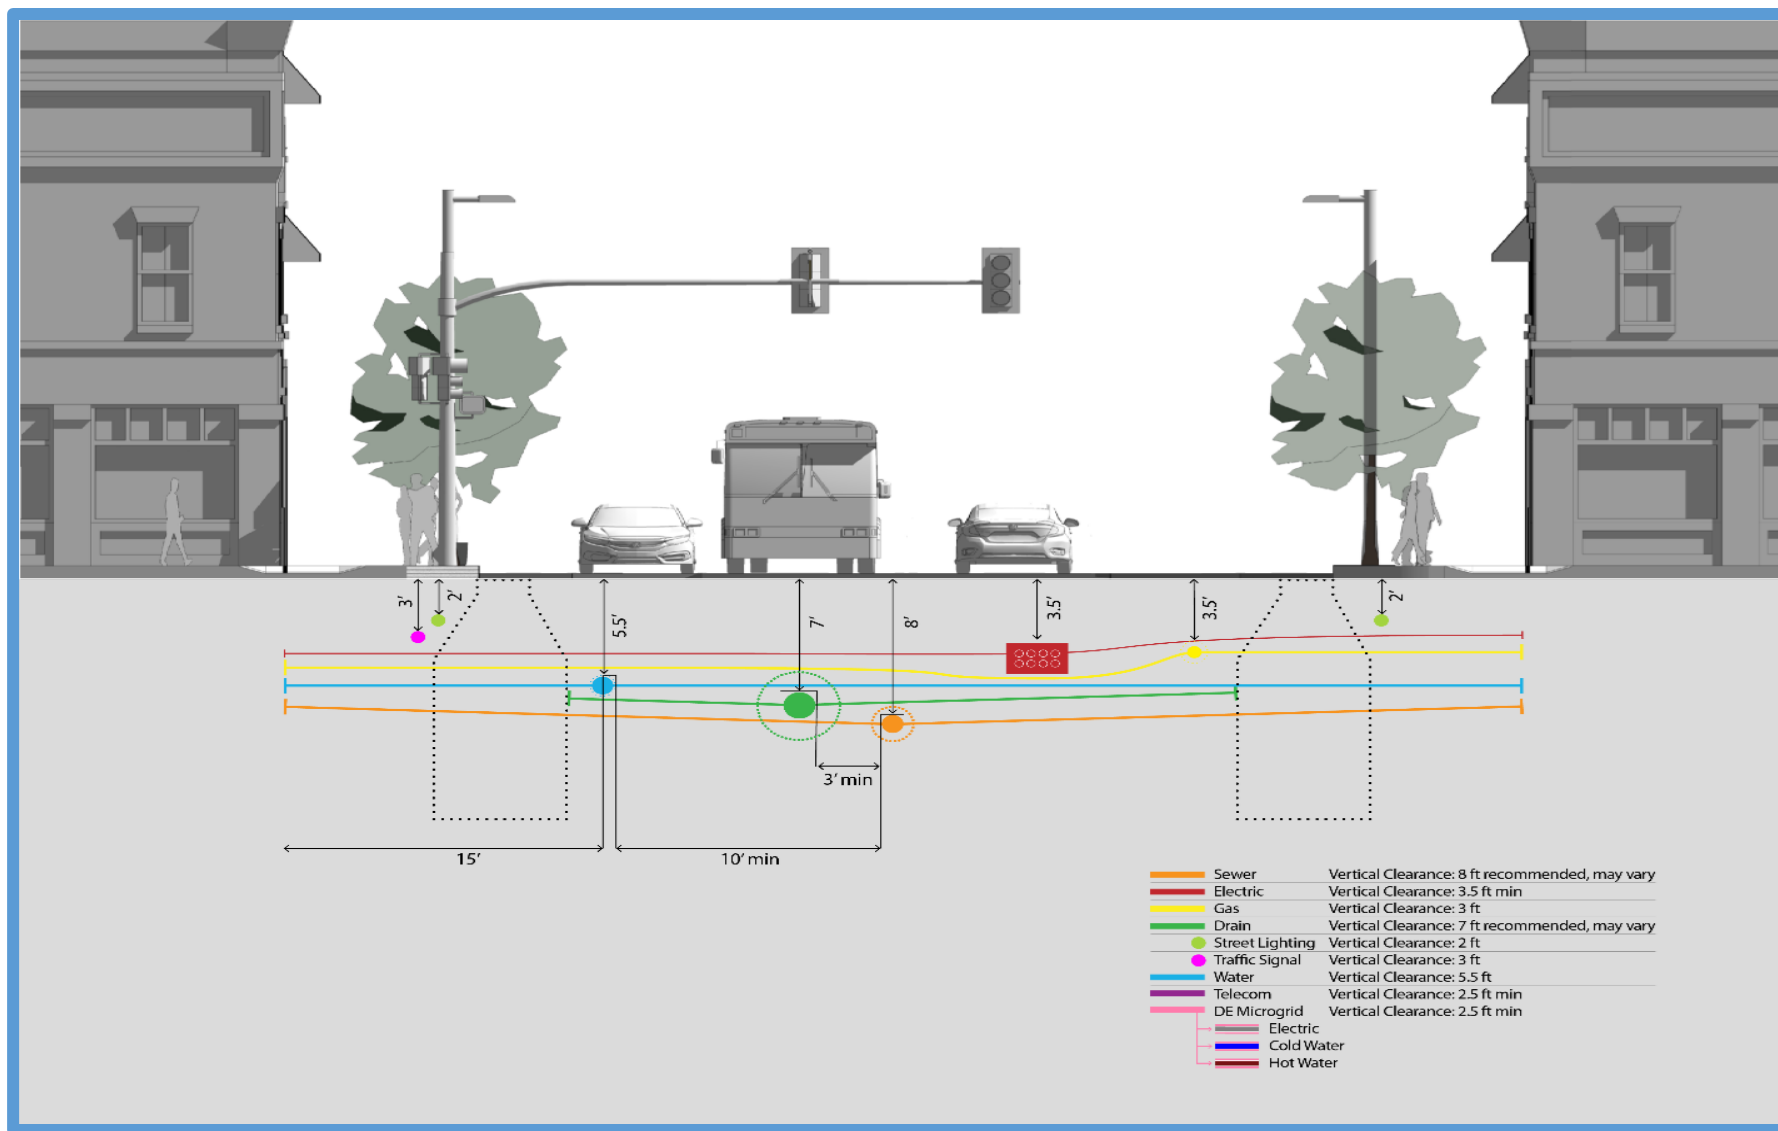 3’
2’
5.5’
7’
8’
3.5’
3.5’
2’
3’ min
15’
10’ min
Sewer Vertical Clearance: 8 ft recommended, may vary
Electric Vertical Clearance: 3.5 ft min
Gas Vertical Clearance: 3 ft
Drain Vertical Clearance: 7 ft recommended, may vary
Street Lighting Vertical Clearance: 2 ft
Traffic Signal Vertical Clearance: 3 ft
Water Vertical Clearance: 5.5 ft
Telecom Vertical Clearance: 2.5 ft min
DE Microgrid Vertical Clearance: 2.5 ft min
Electric
Cold Water
Hot Water